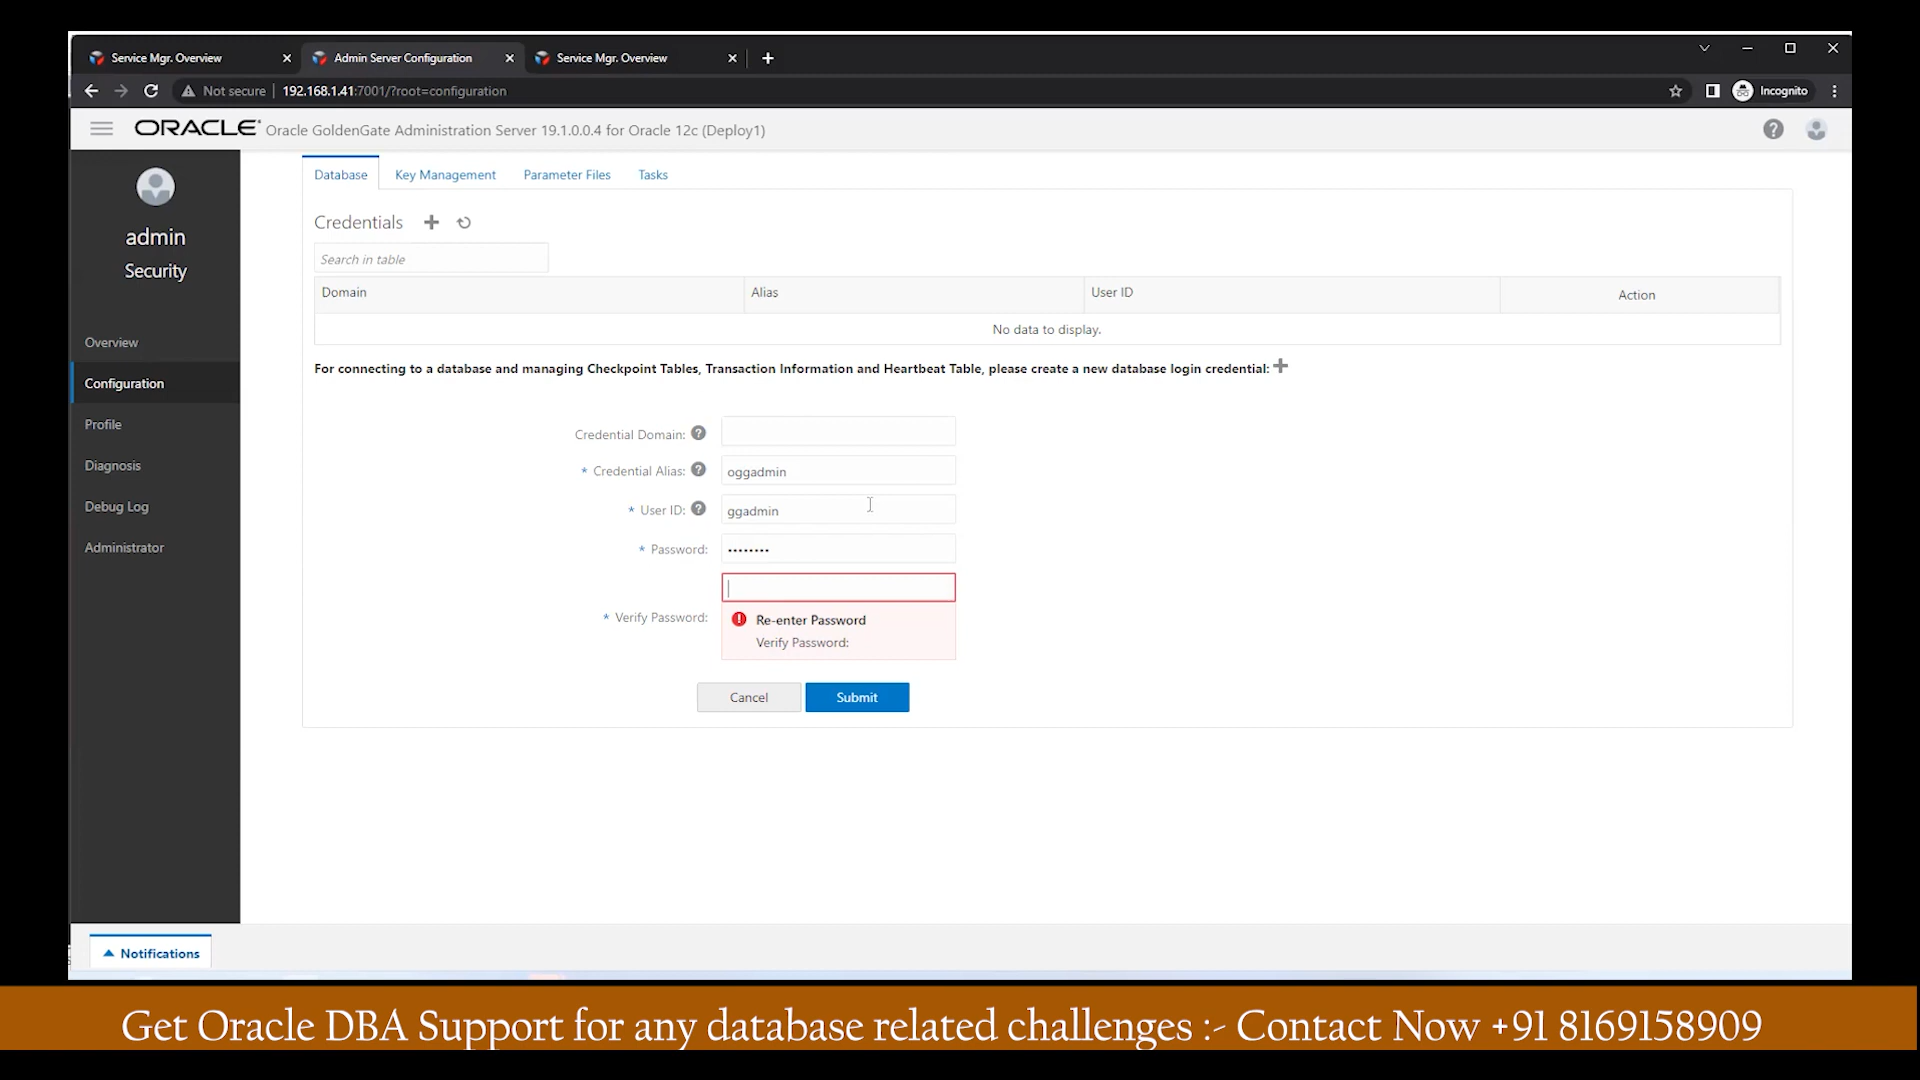 Service Mgr. Overview
Admin Server Configuration
Service Mgr. Overview
Not secure
192.168.1.41:7001/?root=configuration
Incognito
ORACLE Oracle GoldenGate Administration Server 19.1.0.0.4 for Oracle 12c (Deploy1)
admin
Security
Overview
Configuration
Profile
Diagnosis
Debug Log
Administrator
Database
Key Management
Parameter Files
Tasks
Credentials
Search in table
Domain
Alias
User ID
Action
No data to display.
For connecting to a database and managing Checkpoint Tables, Transaction Information and Heartbeat Table, please create a new database login credential:
Credential Domain:
* Credential Alias:
oggadmin
* User ID:
ggadmin
* Password:
••••••••
* Verify Password:
Re-enter Password
Verify Password:
Cancel
Submit
Notifications
Get Oracle DBA Support for any database related challenges :- Contact Now +91 8169158909